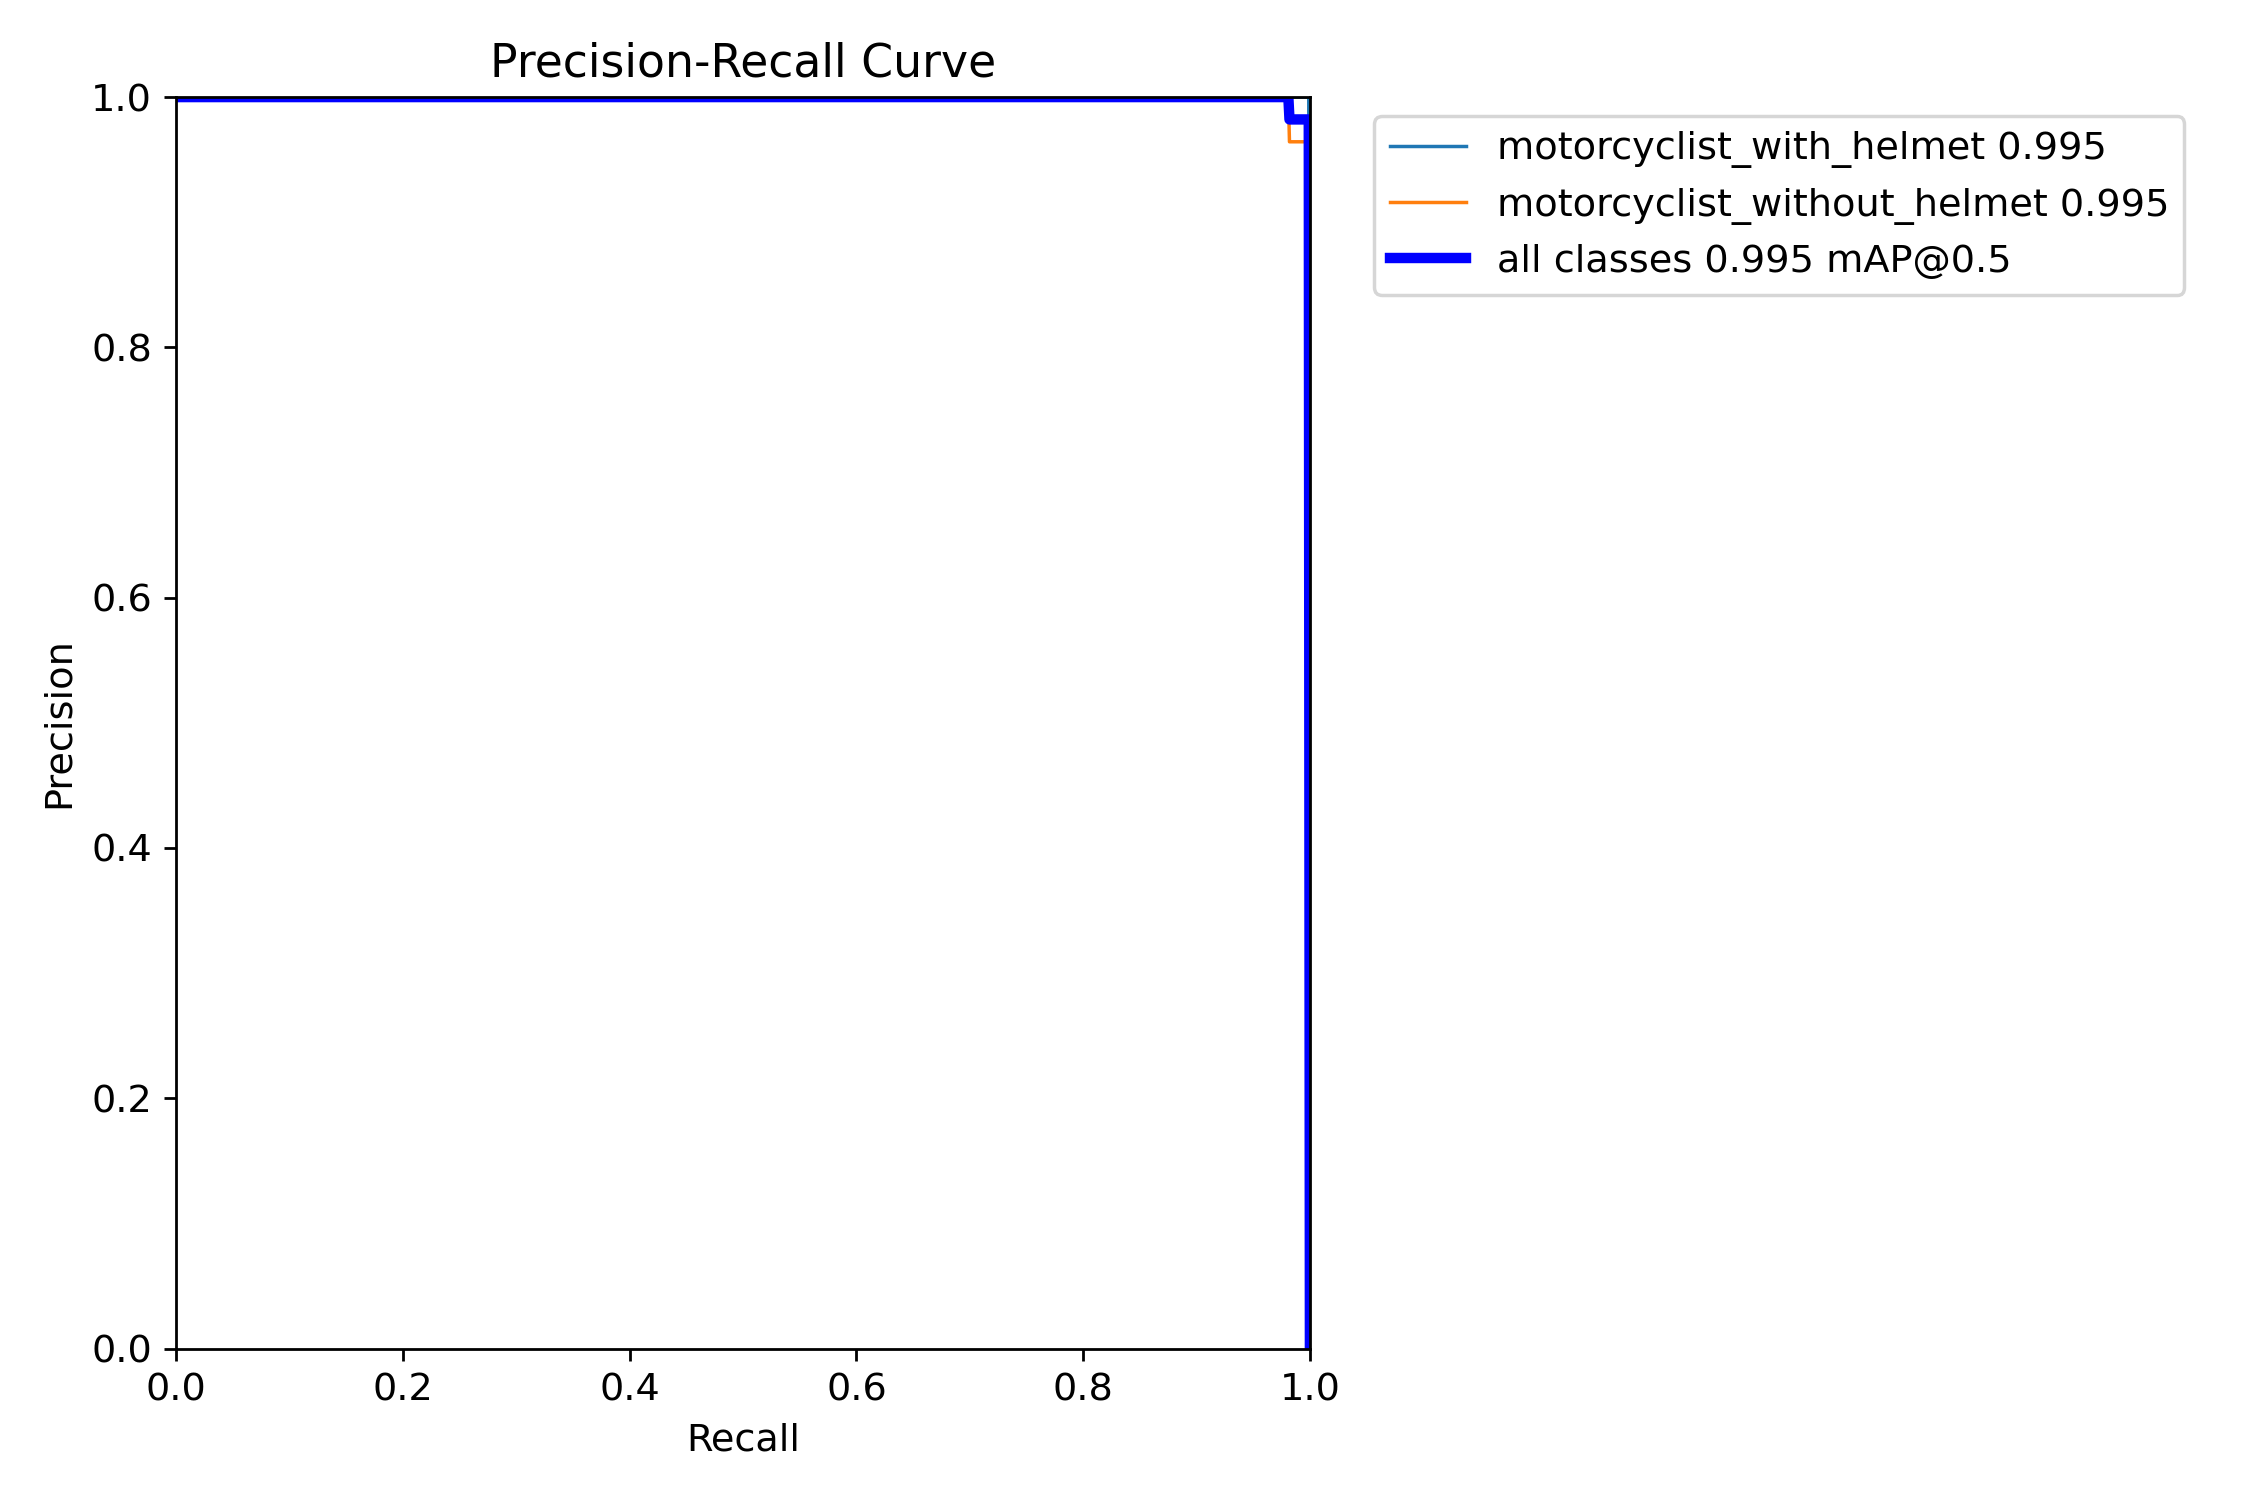 Precision-Recall Curve
1.0
0.8
0.6
0.4
0.2
0.0
Precision
0.0 0.2 0.4 0.6 0.8 1.0
Recall
motorcyclist_with_helmet 0.995
motorcyclist_without_helmet 0.995
all classes 0.995 mAP@0.5